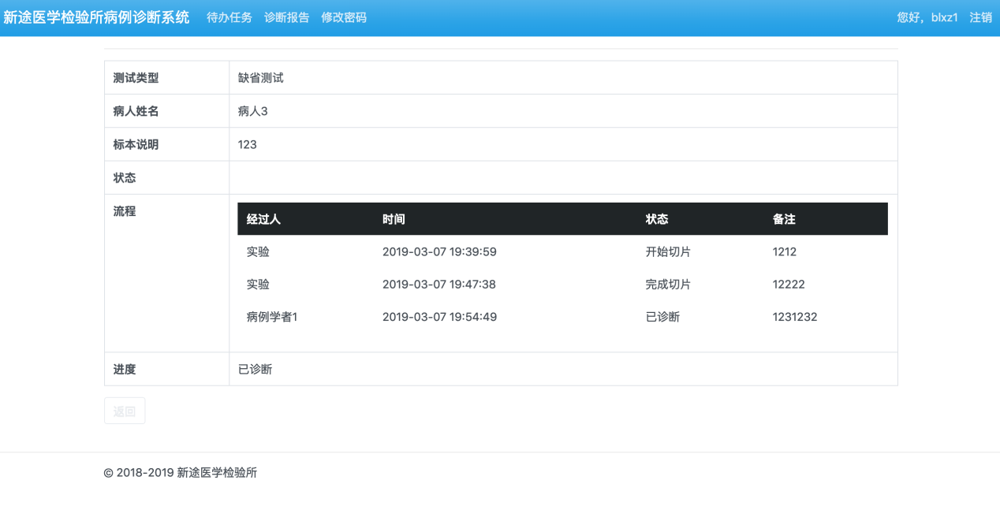 新途医学检验所病例诊断系统 待办任务 诊断报告 修改密码 您好，blxz1 注销
测试类型 缺省测试
病人姓名 病人3
标本说明 123
状态
流程
经过人 时间 状态 备注
实验 2019-03-07 19:39:59 开始切片 1212
实验 2019-03-07 19:47:38 完成切片 12222
病例学者1 2019-03-07 19:54:49 已诊断 1231232
进度 已诊断
返回
© 2018-2019 新途医学检验所